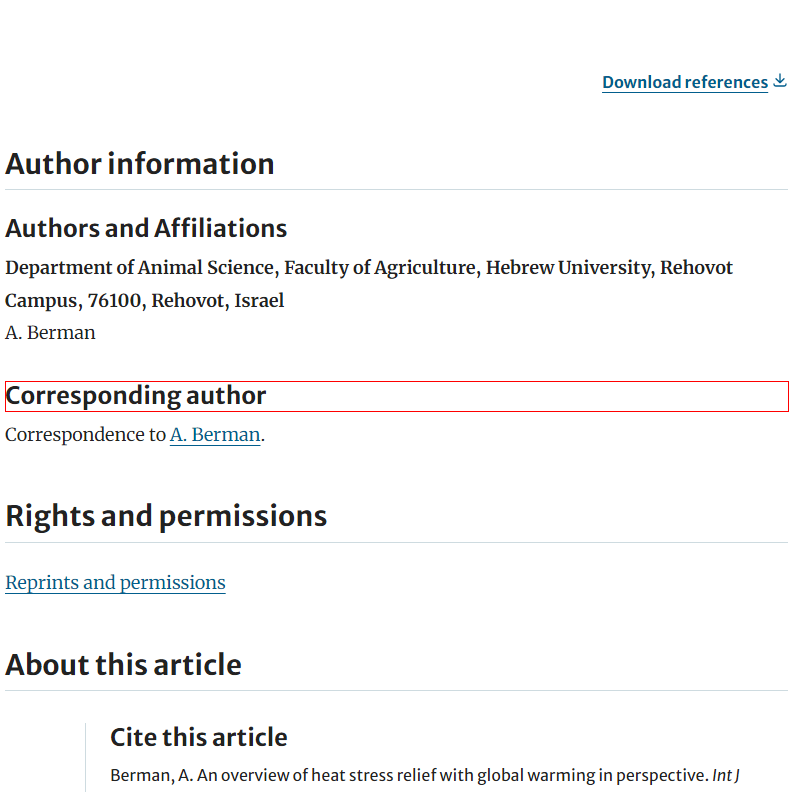 Download references
Author information
Authors and Affiliations
Department of Animal Science, Faculty of Agriculture, Hebrew University, Rehovot
Campus, 76100, Rehovot, Israel
A. Berman
Corresponding author
Correspondence to A. Berman.
Rights and permissions
Reprints and permissions
About this article
Cite this article
Berman, A. An overview of heat stress relief with global warming in perspective. Int J